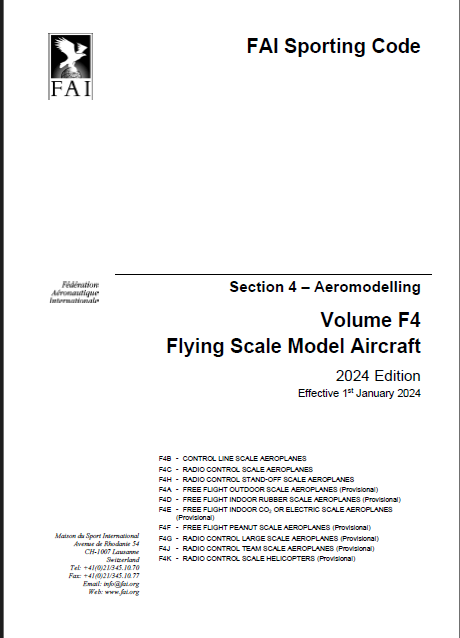 FAI Sporting Code
FAI
Fédération
Aéronautique
Internationale
Section 4 – Aeromodelling
Volume F4
Flying Scale Model Aircraft
2024 Edition
Effective 1st January 2024
F4B - CONTROL LINE SCALE AEROPLANES
F4C - RADIO CONTROL SCALE AEROPLANES
F4H - RADIO CONTROL STAND-OFF SCALE AEROPLANES
F4A - FREE FLIGHT OUTDOOR SCALE AEROPLANES (Provisional)
F4D - FREE FLIGHT INDOOR RUBBER SCALE AEROPLANES (Provisional)
F4E - FREE FLIGHT INDOOR CO₂ OR ELECTRIC SCALE AEROPLANES
(Provisional)
F4F - FREE FLIGHT PEANUT SCALE AEROPLANES (Provisional)
F4G - RADIO CONTROL LARGE SCALE AEROPLANES (Provisional)
F4J - RADIO CONTROL TEAM SCALE AEROPLANES (Provisional)
F4K - RADIO CONTROL SCALE HELICOPTERS (Provisional)
Maison du Sport International
Avenue de Rhodanie 54
CH-1007 Lausanne
Switzerland
Tel: +41(0)21/345.10.70
Fax: +41(0)21/345.10.77
Email: info@fai.org
Web: www.fai.org